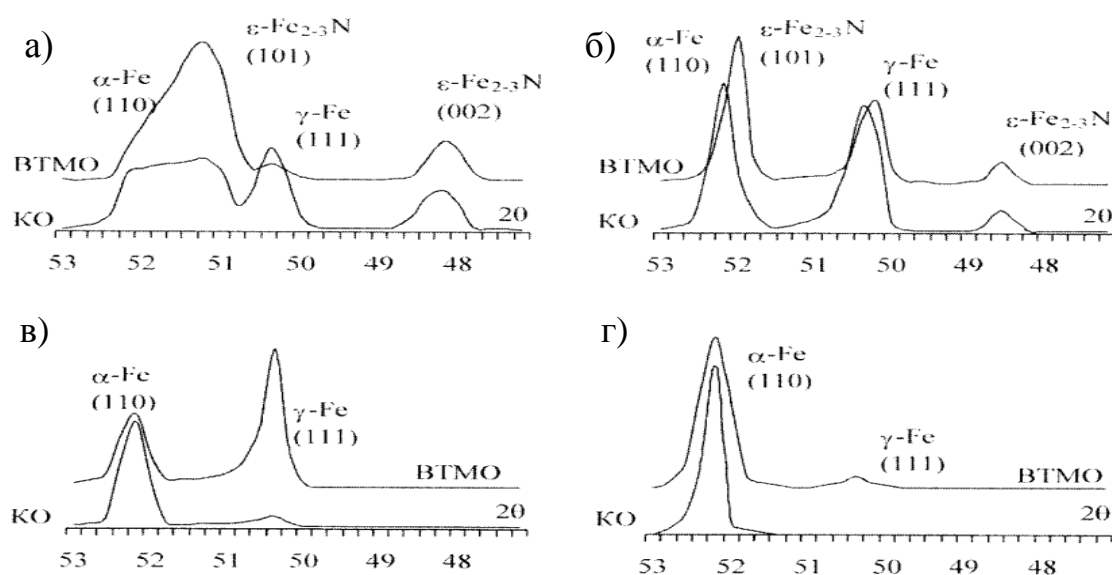 а)
ε-Fe2-3N
(101)
α-Fe
(110)
γ-Fe
(111)
ε-Fe2-3N
(002)
ВТМО
КО
2θ
53 52 51 50 49 48
б)
α-Fe
(110)
ε-Fe2-3N
(101)
γ-Fe
(111)
ε-Fe2-3N
(002)
ВТМО
КО
2θ
53 52 51 50 49 48
в)
α-Fe
(110)
γ-Fe
(111)
ВТМО
КО
2θ
53 52 51 50 49 48
г)
α-Fe
(110)
γ-Fe
(111)
ВТМО
КО
2θ
53 52 51 50 49 48